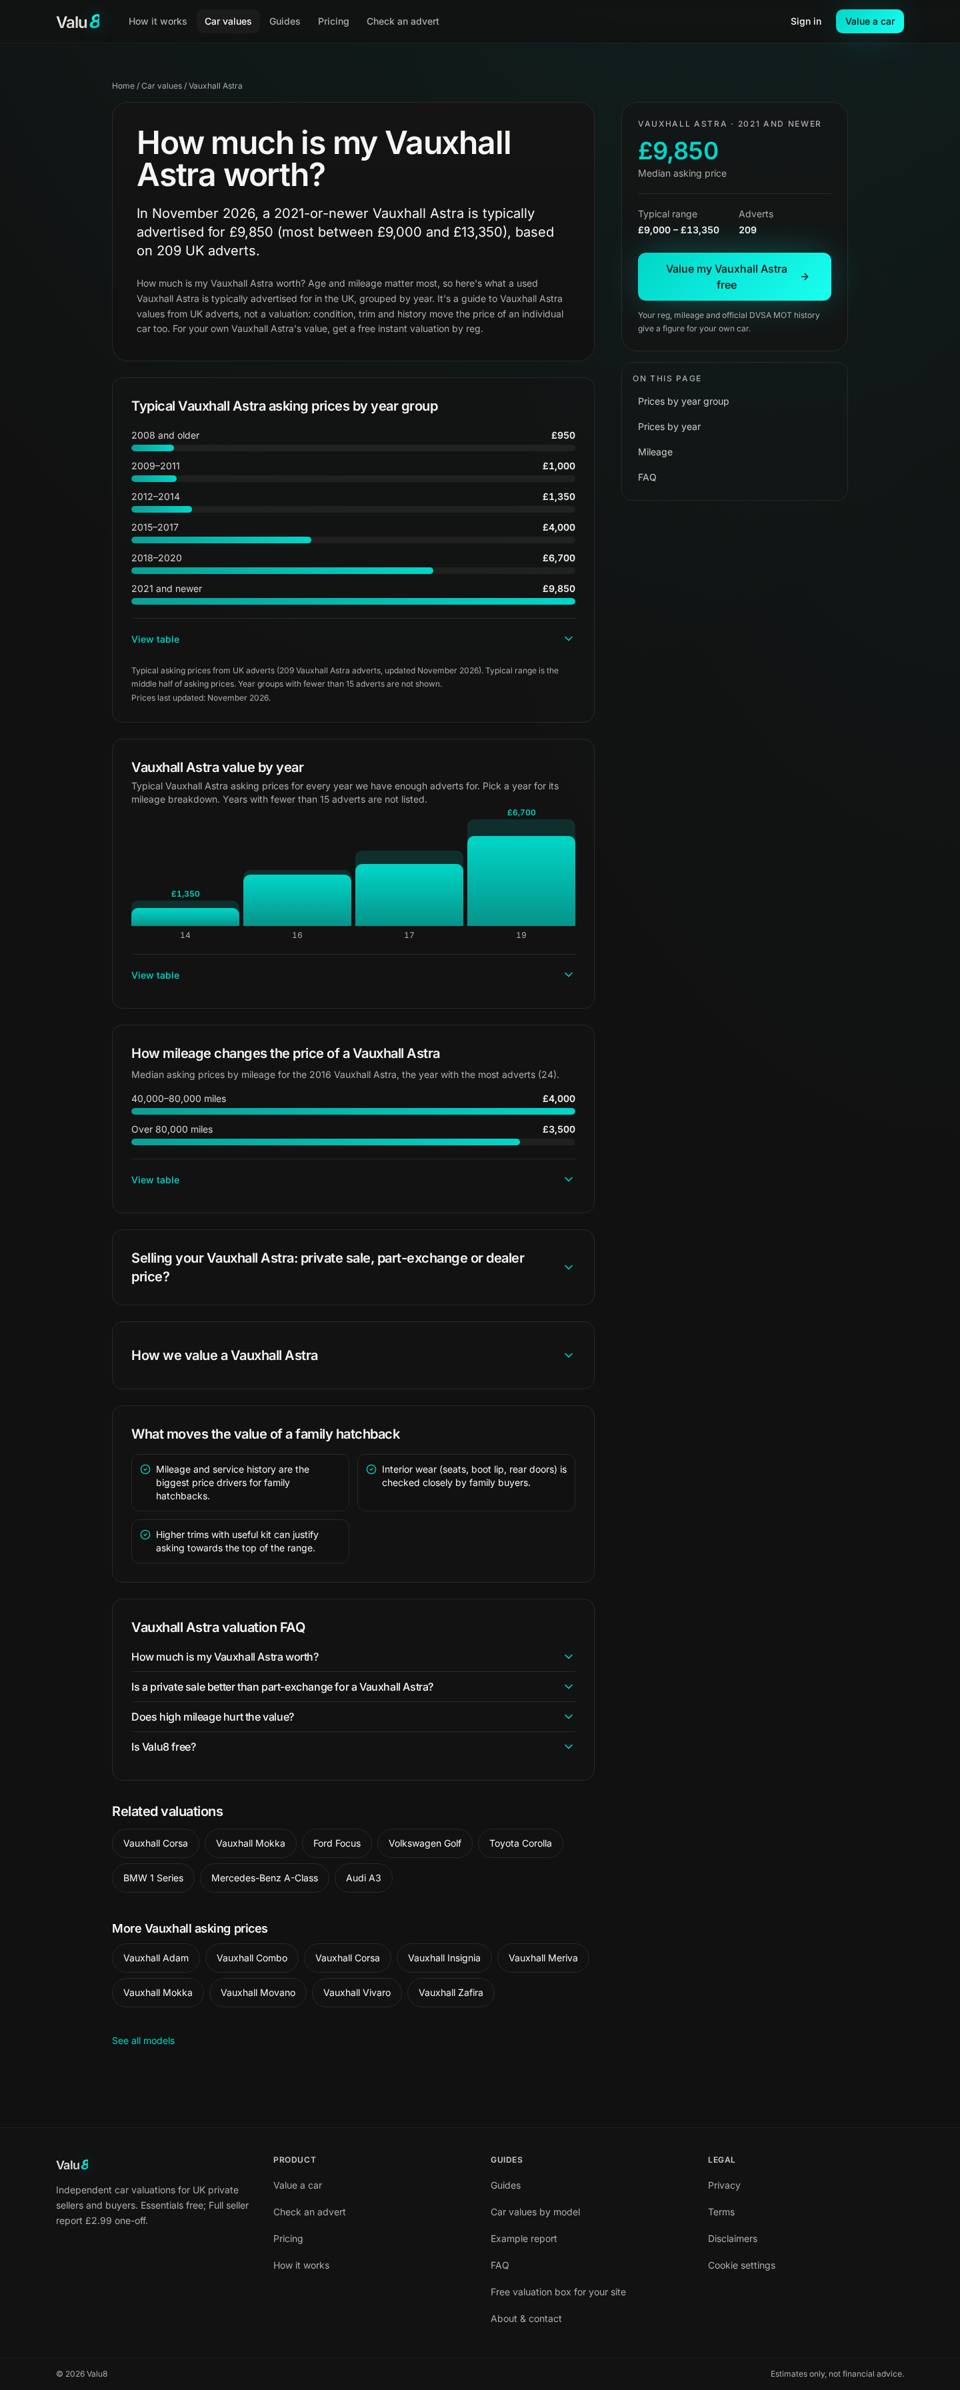 Valu8
How it works
Car values
Guides
Pricing
Check an advert
Sign in
Value a car
Home / Car values / Vauxhall Astra
How much is my Vauxhall
Astra worth?
In November 2026, a 2021-or-newer Vauxhall Astra is typically
advertised for £9,850 (most between £9,000 and £13,350), based
on 209 UK adverts.
How much is my Vauxhall Astra worth? Age and mileage matter most, so here's what a used
Vauxhall Astra is typically advertised for in the UK, grouped by year. It's a guide to Vauxhall Astra
values from UK adverts, not a valuation: condition, trim and history move the price of an individual
car too. For your own Vauxhall Astra's value, get a free instant valuation by reg.
VAUXHALL ASTRA · 2021 AND NEWER
£9,850
Median asking price
Typical range
Adverts
£9,000 – £13,350
209
Value my Vauxhall Astra
free
Your reg, mileage and official DVSA MOT history
give a figure for your own car.
ON THIS PAGE
Prices by year group
Prices by year
Mileage
FAQ
Typical Vauxhall Astra asking prices by year group
2008 and older £950
2009–2011 £1,000
2012–2014 £1,350
2015–2017 £4,000
2018–2020 £6,700
2021 and newer £9,850
View table
Typical asking prices from UK adverts (209 Vauxhall Astra adverts, updated November 2026). Typical range is the
middle half of asking prices. Year groups with fewer than 15 adverts are not shown.
Prices last updated: November 2026.
Vauxhall Astra value by year
Typical Vauxhall Astra asking prices for every year we have enough adverts for. Pick a year for its
mileage breakdown. Years with fewer than 15 adverts are not listed.
£6,700
£1,350
14 16 17 19
View table
How mileage changes the price of a Vauxhall Astra
Median asking prices by mileage for the 2016 Vauxhall Astra, the year with the most adverts (24).
40,000–80,000 miles £4,000
Over 80,000 miles £3,500
View table
Selling your Vauxhall Astra: private sale, part-exchange or dealer
price?
How we value a Vauxhall Astra
What moves the value of a family hatchback
Mileage and service history are the
biggest price drivers for family
hatchbacks.
Interior wear (seats, boot lip, rear doors) is
checked closely by family buyers.
Higher trims with useful kit can justify
asking towards the top of the range.
Vauxhall Astra valuation FAQ
How much is my Vauxhall Astra worth?
Is a private sale better than part-exchange for a Vauxhall Astra?
Does high mileage hurt the value?
Is Valu8 free?
Related valuations
Vauxhall Corsa
Vauxhall Mokka
Ford Focus
Volkswagen Golf
Toyota Corolla
BMW 1 Series
Mercedes-Benz A-Class
Audi A3
More Vauxhall asking prices
Vauxhall Adam
Vauxhall Combo
Vauxhall Corsa
Vauxhall Insignia
Vauxhall Meriva
Vauxhall Mokka
Vauxhall Movano
Vauxhall Vivaro
Vauxhall Zafira
See all models
Valu8
Independent car valuations for UK private
sellers and buyers. Essentials free; Full seller
report £2.99 one-off.
PRODUCT
Value a car
Check an advert
Pricing
How it works
GUIDES
Guides
Car values by model
Example report
FAQ
Free valuation box for your site
About & contact
LEGAL
Privacy
Terms
Disclaimers
Cookie settings
© 2026 Valu8
Estimates only, not financial advice.